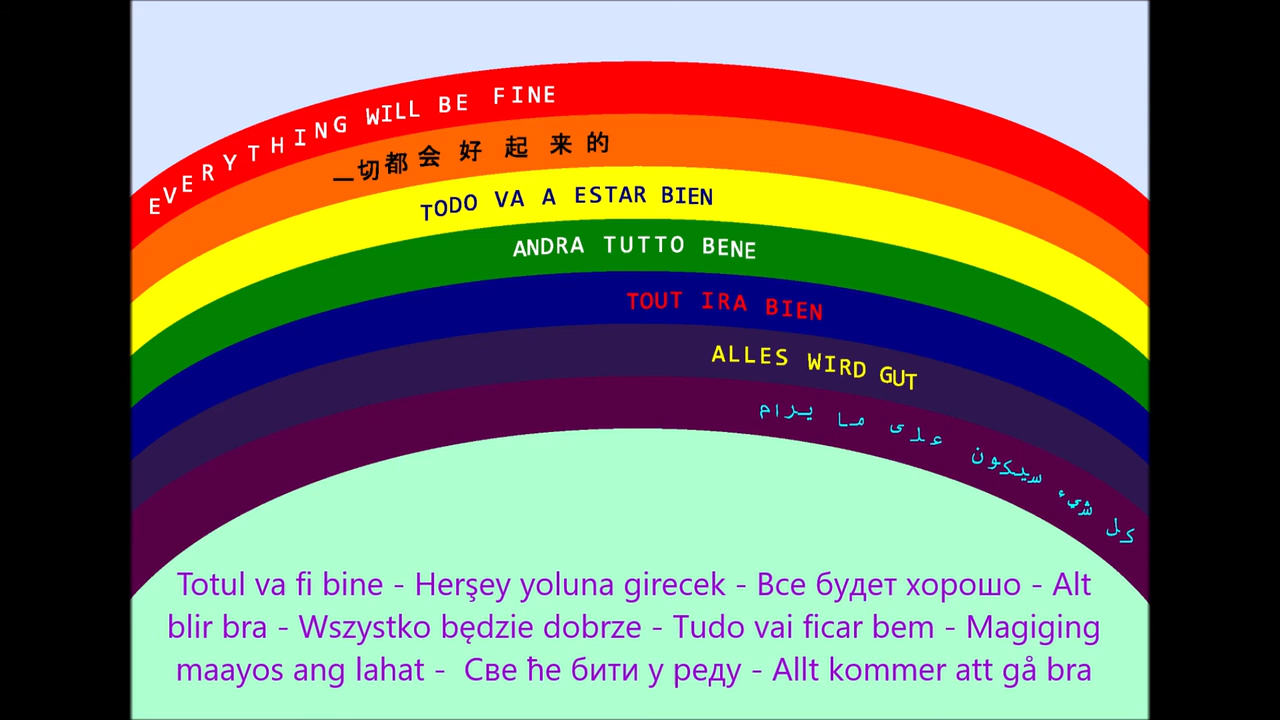 EVERYTHING WILL BE FINE
一切都会好起来的
TODO VA A ESTAR BIEN
ANDRA TUTTO BENE
TOUT IRA BIEN
ALLES WIRD GUT
كل شيء سيكون على ما يرام
Totul va fi bine - Herşey yoluna girecek - Все будет хорошо - Alt
blir bra - Wszystko będzie dobrze - Tudo vai ficar bem - Magiging
maayos ang lahat - Све ће бити у реду - Allt kommer att gå bra